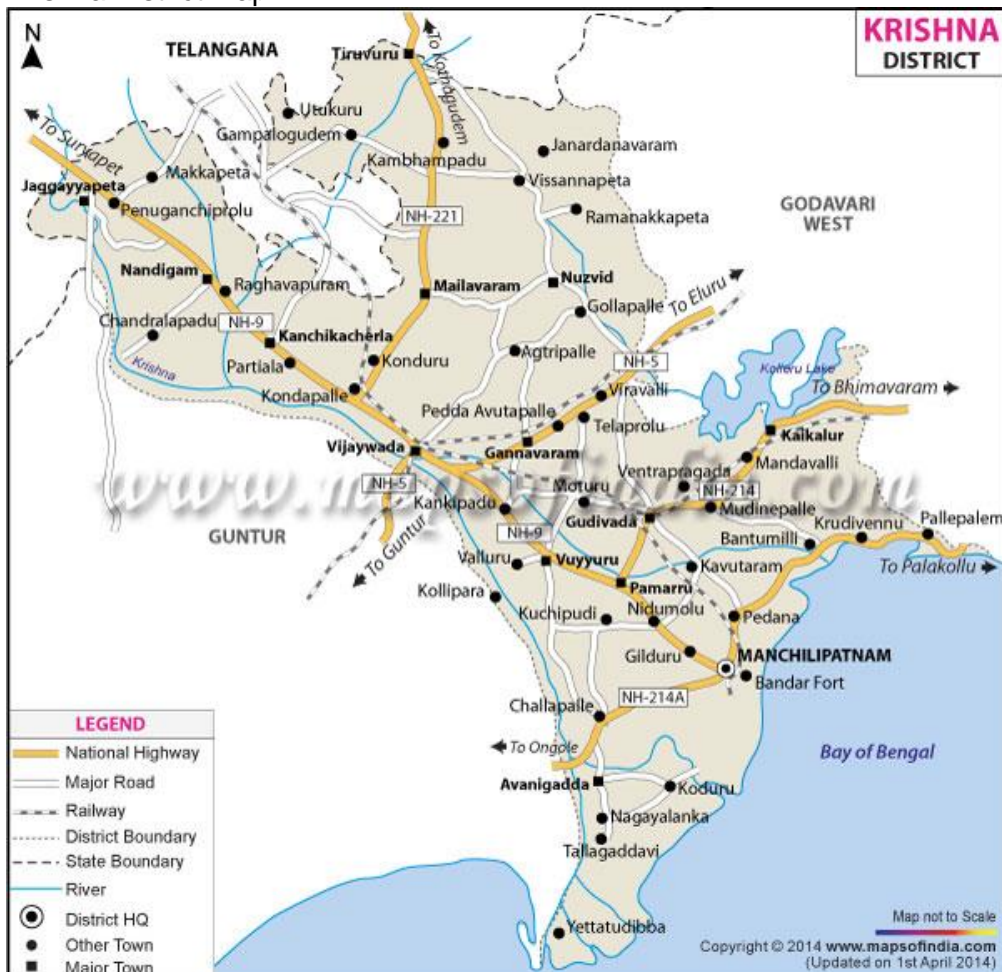 N
TELANGANA
KRISHNA
DISTRICT
Tiruvuru
To Kothagudem
Utukuru
Gampalogudem
Kambhampadu
Janardanavaram
To Suryapet
Makkapeta
Jaggayyapeta
Penuganchiprolu
Vissannapeta
Ramanakkapeta
NH-221
GODAVARI
WEST
Nandigam
Raghavapuram
Mailavaram
Nuzvid
Gollapalle
To Eluru
Chandralapadu
NH-9
Kanchikacherla
Agtripalle
NH-5
Kolleru Lake
Krishna
Partiala
Konduru
Kondapalle
Viravalli
To Bhimavaram
Pedda Avutapalle
Telaprolu
Vijaywada
Gannavaram
Kaikalur
Mandavalli
Ventrapragada
www.mapsofindia.com
NH-5
Kankipadu
Moturu
NH-214
Mudinepalle
GUNTUR
Gudivada
Krudivennu
Pallepalem
Bantumilli
To Guntur
NH-9
Valluru
Vuyyuru
Kavutaram
To Palakollu
Kollipara
Pamarru
Kuchipudi
Nidumolu
Pedana
Gilduru
MANCHILIPATNAM
Bandar Fort
NH-214A
Challapalle
To Ongole
Bay of Bengal
Avanigadda
Koduru
Nagayalanka
Tallagaddavi
Yettatudibba
LEGEND
National Highway
Major Road
Railway
District Boundary
State Boundary
River
District HQ
Other Town
Major Town
Map not to Scale
Copyright © 2014 www.mapsofindia.com
(Updated on 1st April 2014)